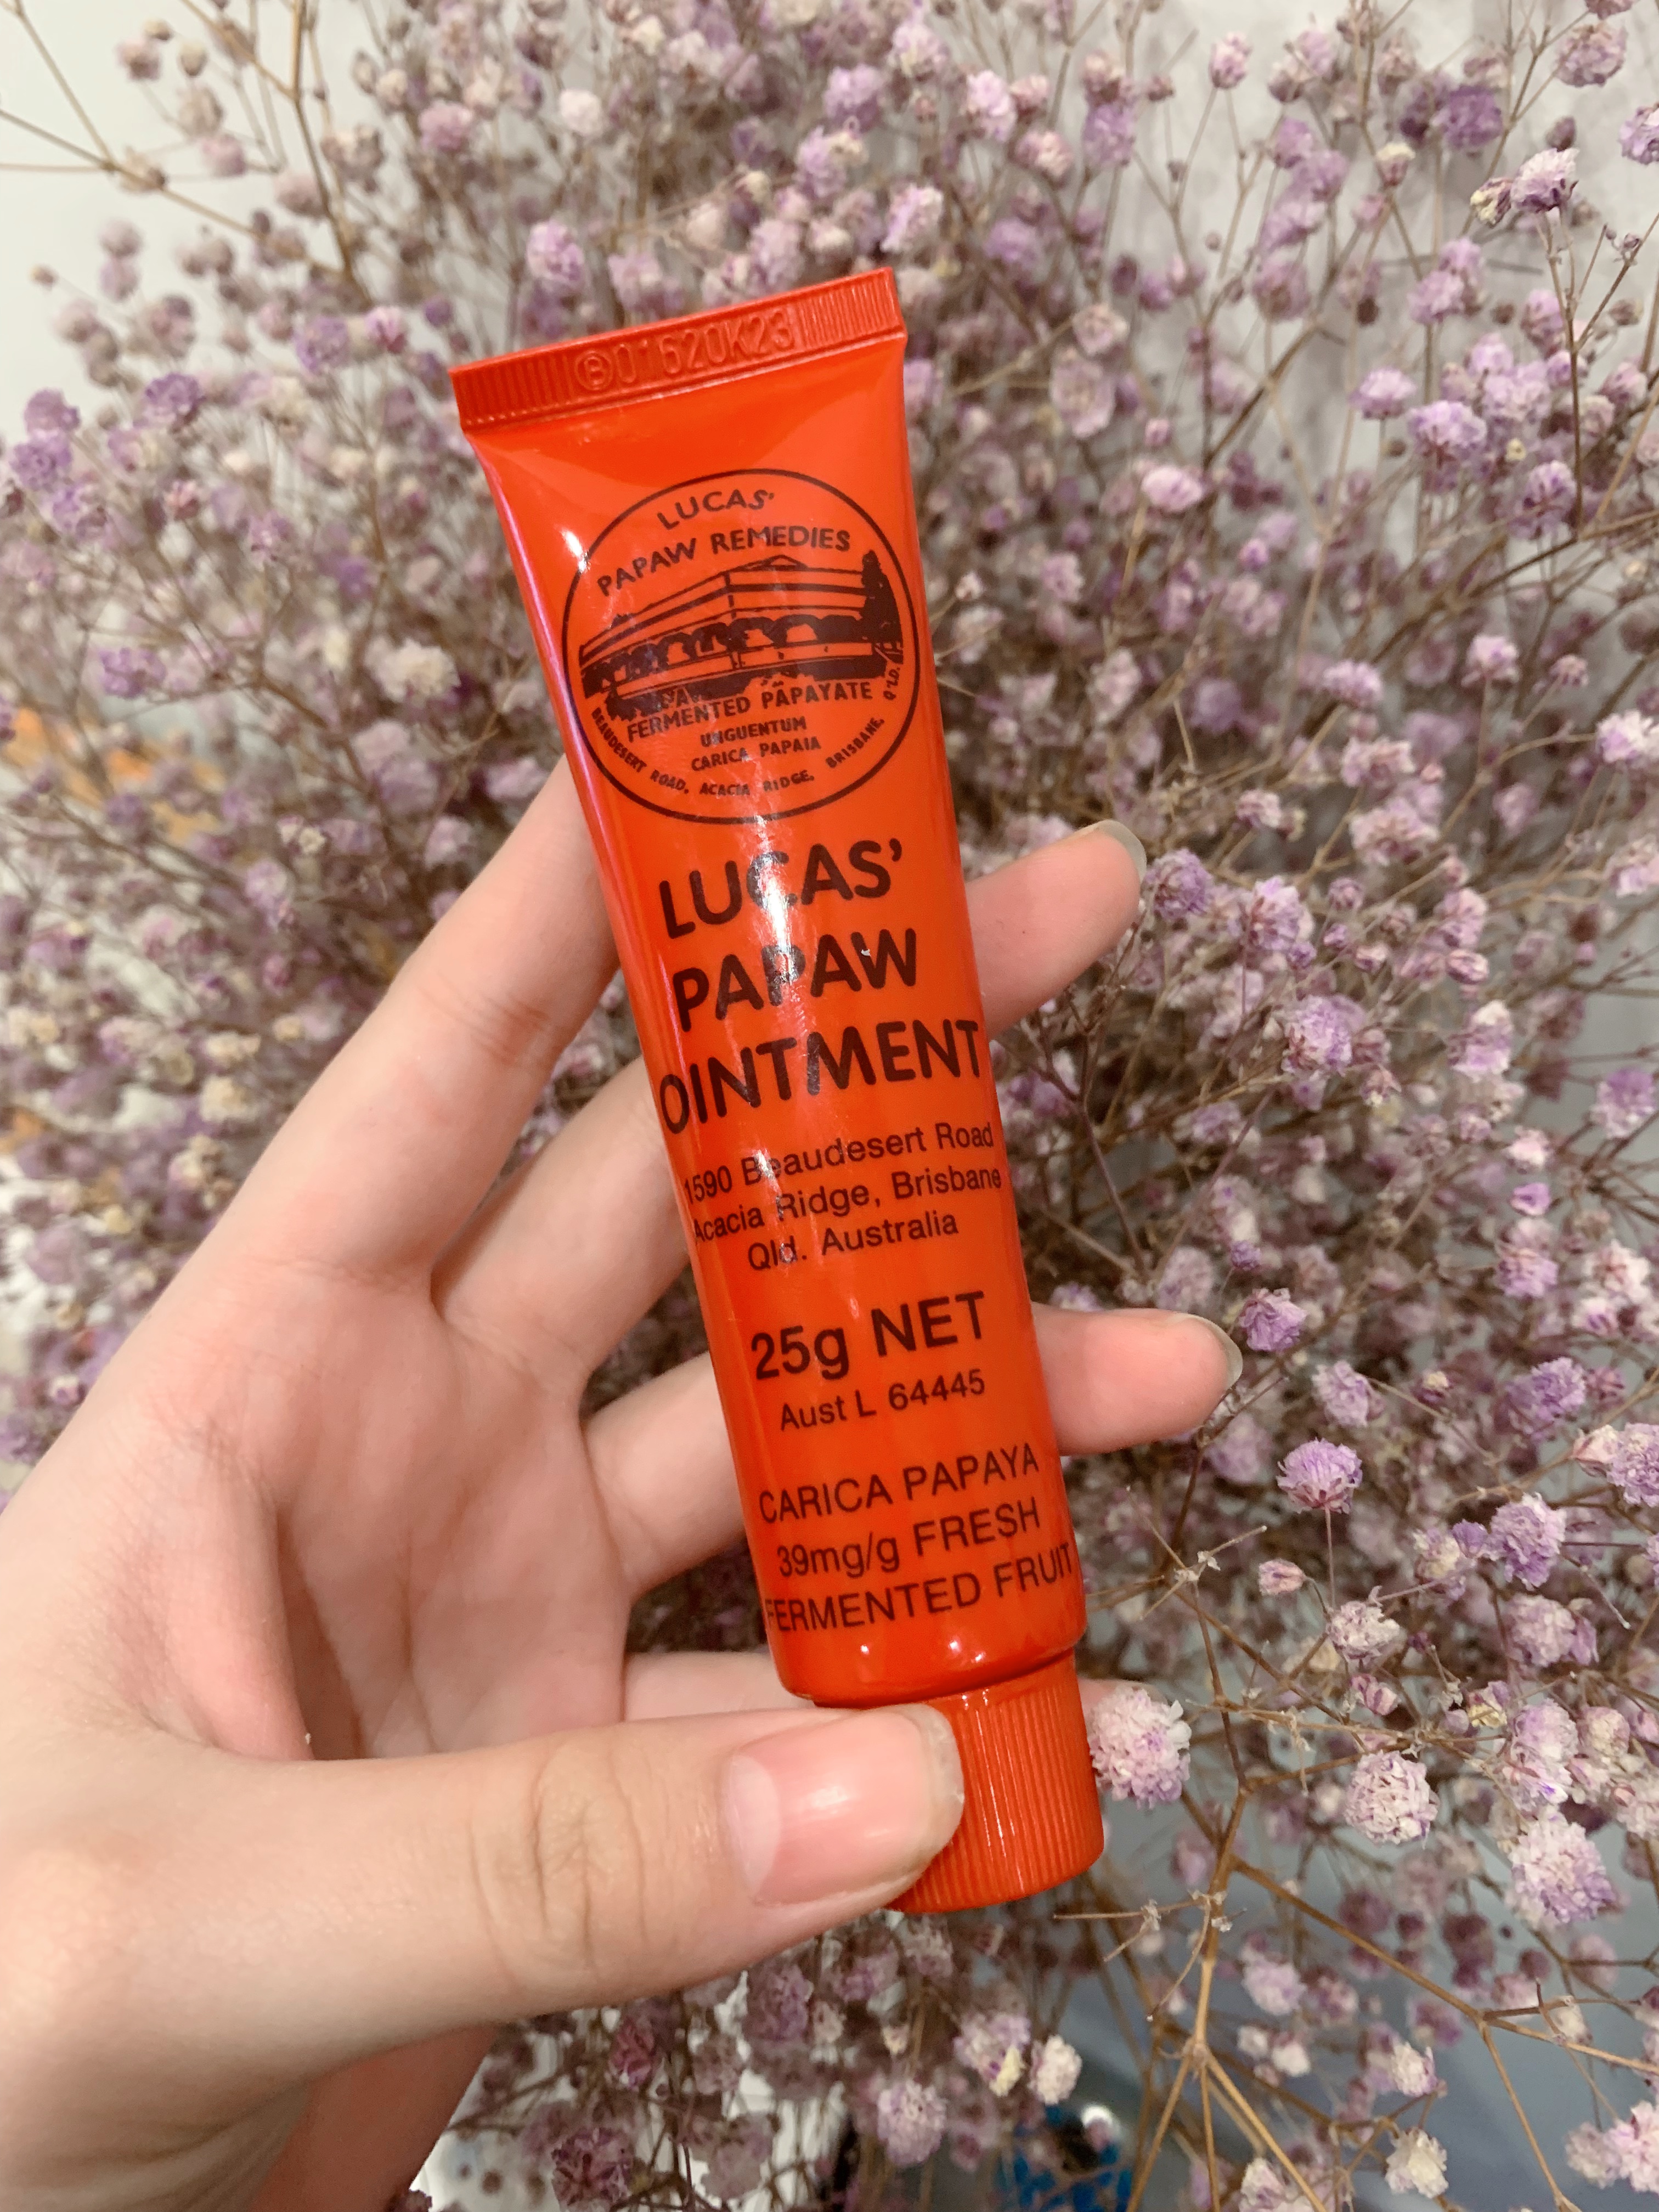 Ⓑ01620K23
LUCAS'
PAPAW REMEDIES
FERMENTED PAPAYATE
UNGUENTUM
CARICA PAPAIA
BEAUDESERT ROAD, ACACIA RIDGE, BRISBANE, Q'LD.
LUCAS'
PAPAW
OINTMENT
1590 Beaudesert Road
Acacia Ridge, Brisbane
Qld. Australia
25g NET
Aust L 64445
CARICA PAPAYA
39mg/g FRESH
FERMENTED FRUIT